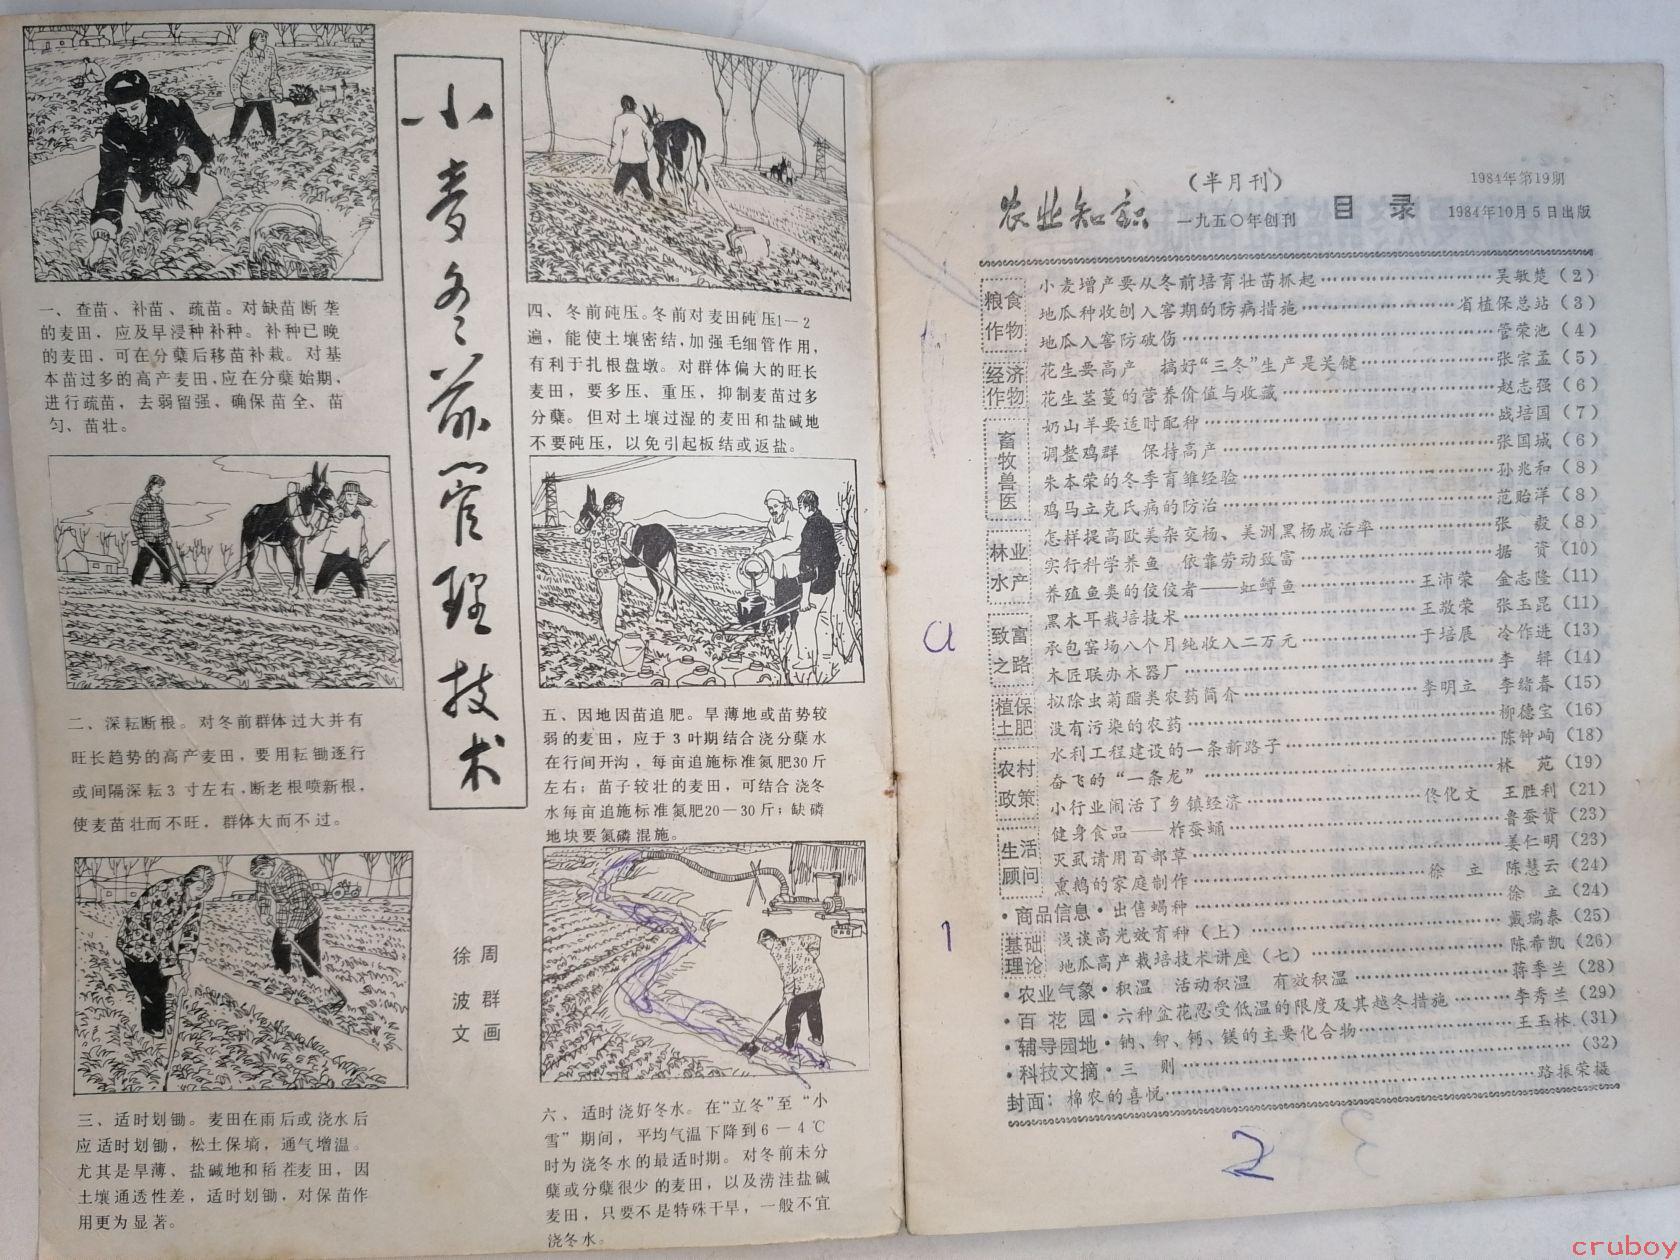 小麦冬前管理技术
一、查苗、补苗、疏苗。对缺苗断垄
的麦田，应及早浸种补种。补种已晚
的麦田，可在分蘖后移苗补栽。对基
本苗过多的高产麦田，应在分蘖始期，
进行疏苗，去弱留强，确保苗全、苗
匀、苗壮。
二、深耘断根。对冬前群体过大并有
旺长趋势的高产麦田，要用耘锄逐行
或间隔深耘3寸左右，断老根喷新根，
使麦苗壮而不旺，群体大而不过。
三、适时划锄。麦田在雨后或浇水后
应适时划锄，松土保墒，通气增温。
尤其是旱薄、盐碱地和稻茬麦田，因
土壤通透性差，适时划锄，对保苗作
用更为显著。
四、冬前砘压。冬前对麦田砘压1—2
遍，能使土壤密结，加强毛细管作用，
有利于扎根盘墩。对群体偏大的旺长
麦田，要多压、重压，抑制麦苗过多
分蘖。但对土壤过湿的麦田和盐碱地
不要砘压，以免引起板结或返盐。
五、因地因苗追肥。旱薄地或苗势较
弱的麦田，应于3叶期结合浇分蘖水
在行间开沟，每亩追施标准氮肥30斤
左右；苗子较壮的麦田，可结合浇冬
水每亩追施标准氮肥20—30斤；缺磷
地块要氮磷混施。
六、适时浇好冬水。在“立冬”至“小
雪”期间，平均气温下降到6－4℃
时为浇冬水的最适时期。对冬前未分
蘖或分蘖很少的麦田，以及涝洼盐碱
麦田，只要不是特殊干旱，一般不宜
浇冬水。
周群画
徐波文
农业知识
（半月刊）
一九五〇年创刊
目录
1984年第19期
1984年10月5日出版
粮食
作物
小麦增产要从冬前培育壮苗抓起……吴敏楚（2）
地瓜种收刨入窖期的防病措施……省植保总站（3）
地瓜入窖防破伤……管荣池（4）
经济
作物
花生要高产　搞好“三冬”生产是关键……张宗孟（5）
花生茎蔓的营养价值与收藏……赵志强（6）
畜牧兽医
奶山羊要适时配种……战培国（7）
调整鸡群　保持高产……张国城（6）
朱本荣的冬季育雏经验……孙兆和（8）
鸡马立克氏病的防治……范贻洋（8）
林业
水产
怎样提高欧美杂交杨、美洲黑杨成活率……张　毅（8）
实行科学养鱼　依靠劳动致富……据　资（10）
养殖鱼类的佼佼者——虹鳟鱼……王沛荣　金志隆（11）
致富
之路
黑木耳栽培技术……王敬荣　张玉昆（11）
承包窑场八个月纯收入二万元……于培展　冷作进（13）
木匠联办木器厂……李　辑（14）
植保
土肥
拟除虫菊酯类农药简介……李明立　李绪春（15）
没有污染的农药……柳德宝（16）
农村
政策
水利工程建设的一条新路子……陈钟峋（18）
奋飞的“一条龙”……林　苑（19）
小行业闹活了乡镇经济……佟化文　王胜利（21）
生活
顾问
健身食品——柞蚕蛹……鲁蚕资（23）
灭虱请用百部草……姜仁明（23）
熏鹅的家庭制作……徐　立　陈慧云（24）
·商品信息·出售蝎种……徐　立（24）
基础
理论
浅谈高光效育种（上）……戴瑞泰（25）
地瓜高产栽培技术讲座（七）……陈希凯（26）
·农业气象·积温　活动积温　有效积温……蒋季兰（28）
·百花园·六种盆花忍受低温的限度及其越冬措施……李秀兰（29）
·辅导园地·钠、钾、钙、镁的主要化合物……王玉林（31）
·科技文摘·三　则……（32）
封面：棉农的喜悦……路振荣摄
a
1
2
cruboy